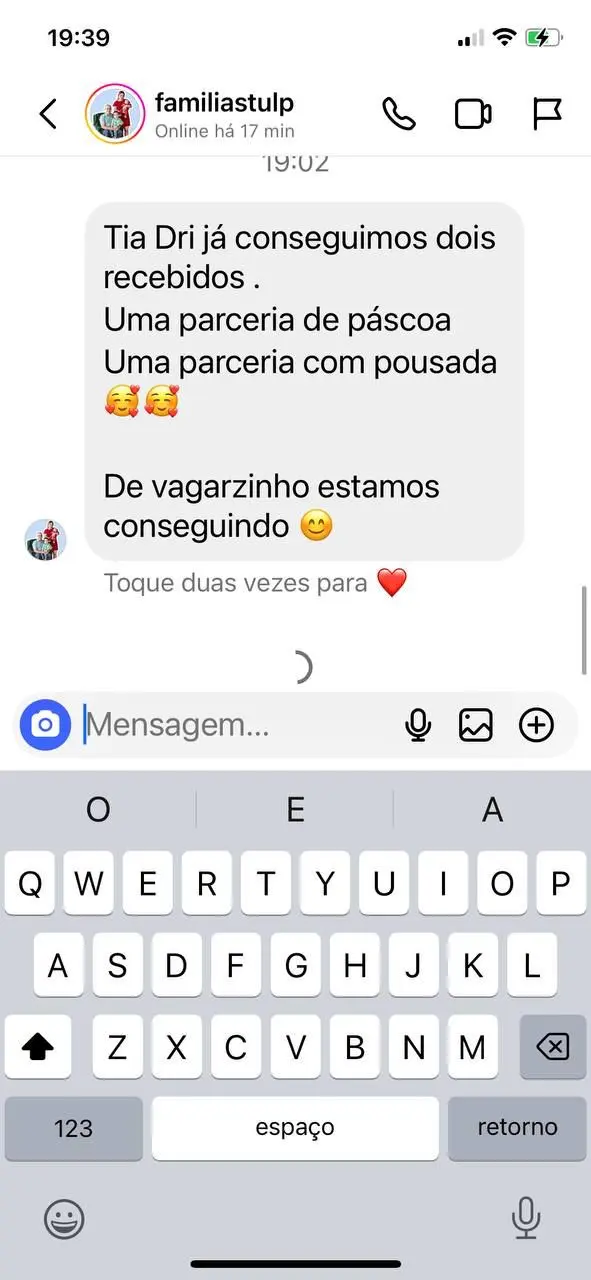 19:39
familiastulp
Online há 17 min
19:02
Tia Dri já conseguimos dois
recebidos .
Uma parceria de páscoa
Uma parceria com pousada
🥰🥰
De vagarzinho estamos
conseguindo 😊
Toque duas vezes para ❤️
Mensagem...
O E A
Q W E R T Y U I O P
A S D F G H J K L
Z X C V B N M
123 espaço retorno